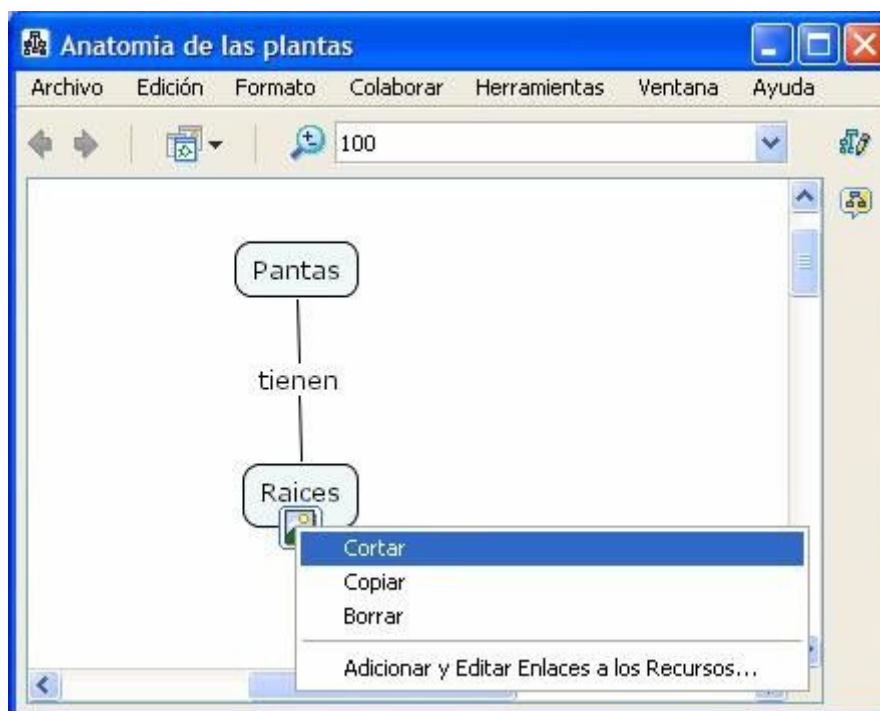 Anatomia de las plantas
Archivo Edición Formato Colaborar Herramientas Ventana Ayuda
100
Pantas
tienen
Raices
Cortar
Copiar
Borrar
Adicionar y Editar Enlaces a los Recursos...